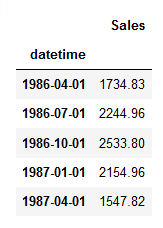 Sales
datetime
1986-04-01 1734.83
1986-07-01 2244.96
1986-10-01 2533.80
1987-01-01 2154.96
1987-04-01 1547.82